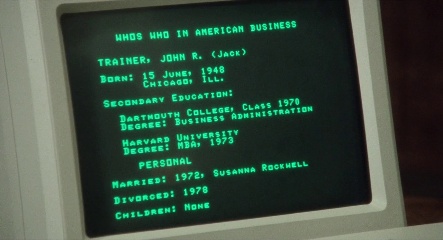 WHOS WHO IN AMERICAN BUSINESS
TRAINER, JOHN R. (Jack)
BORN: 15 JUNE, 1948
CHICAGO, ILL.
SECONDARY EDUCATION:
DARTMOUTH COLLEGE, CLASS 1970
DEGREE: BUSINESS ADMINISTRATION
HARVARD UNIVERSITY
DEGREE: MBA, 1973
PERSONAL
MARRIED: 1972, SUSANNA ROCKWELL
DIVORCED: 1978
CHILDREN: NONE